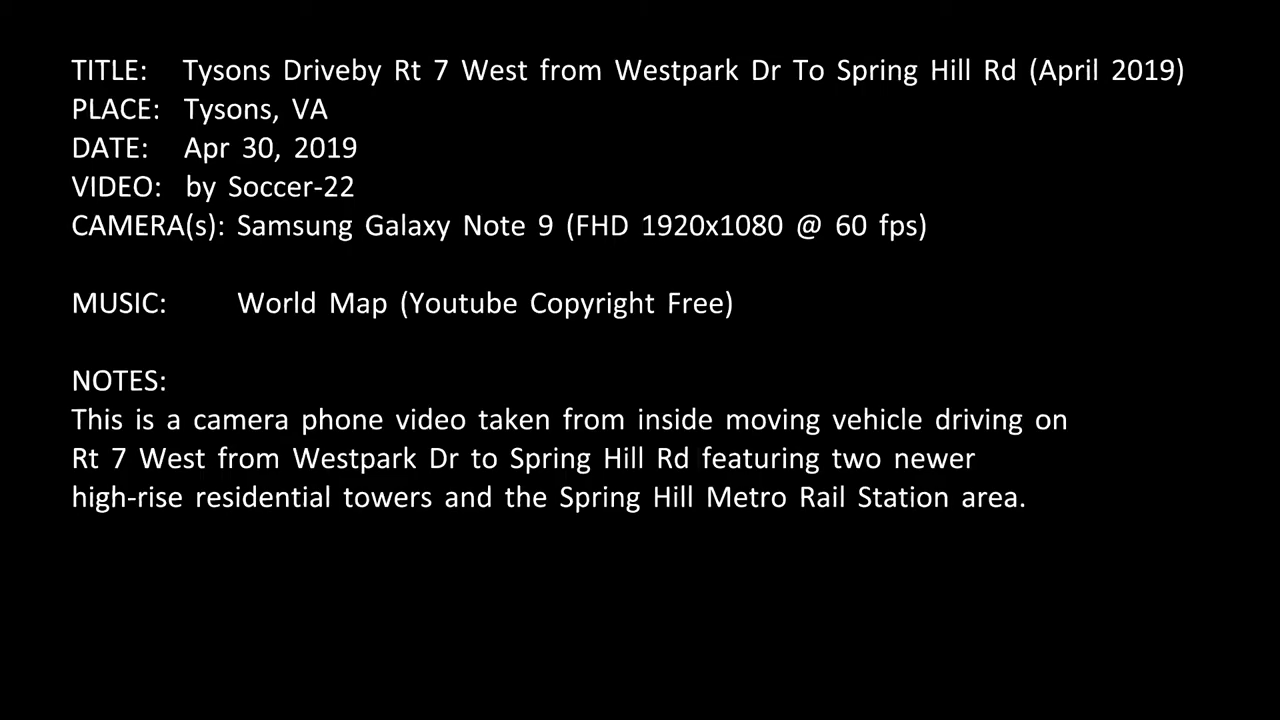 TITLE: Tysons Driveby Rt 7 West from Westpark Dr To Spring Hill Rd (April 2019)
PLACE: Tysons, VA
DATE: Apr 30, 2019
VIDEO: by Soccer-22
CAMERA(s): Samsung Galaxy Note 9 (FHD 1920x1080 @ 60 fps)
MUSIC: World Map (Youtube Copyright Free)
NOTES:
This is a camera phone video taken from inside moving vehicle driving on
Rt 7 West from Westpark Dr to Spring Hill Rd featuring two newer
high-rise residential towers and the Spring Hill Metro Rail Station area.